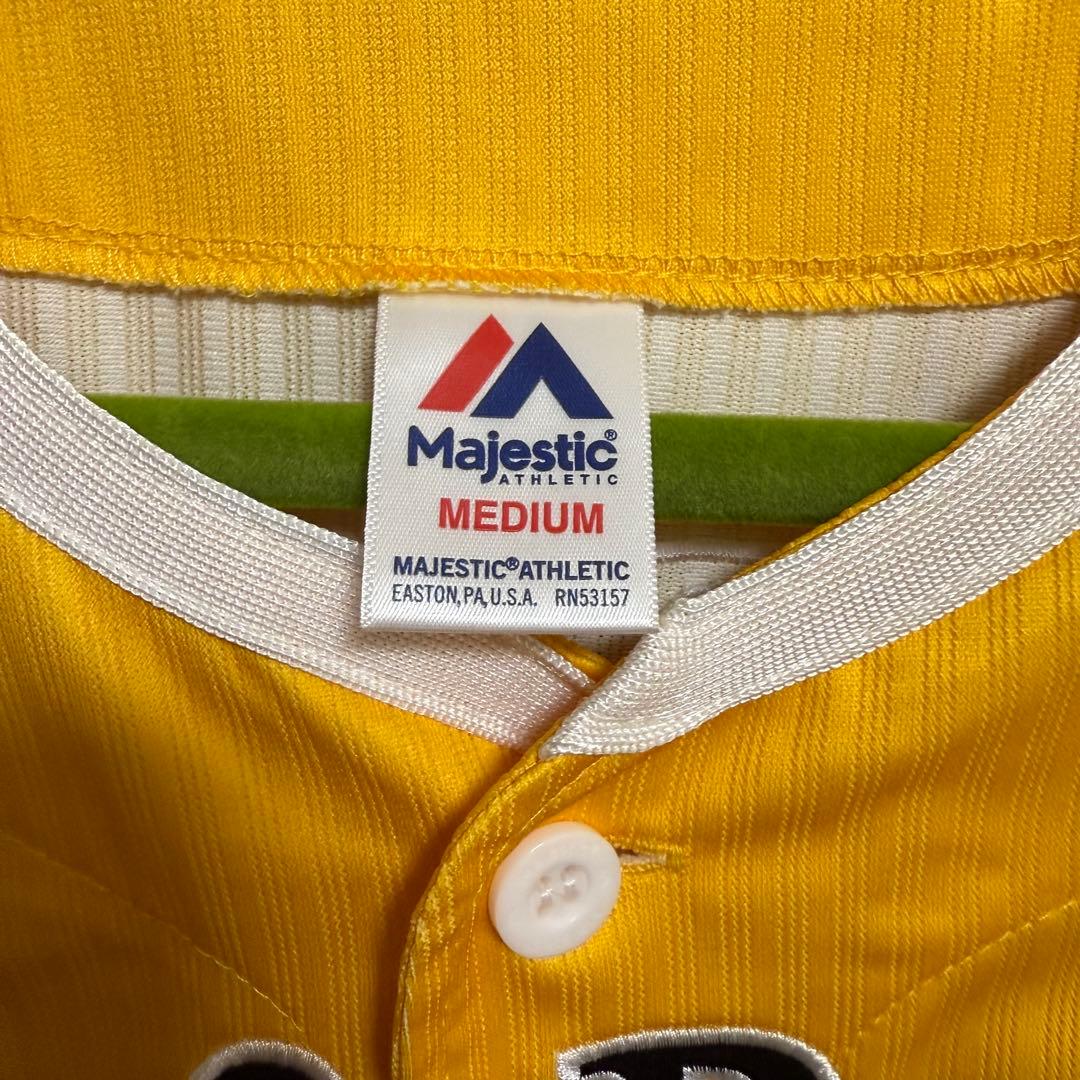 Majestic®
ATHLETIC
MEDIUM
MAJESTIC® ATHLETIC
EASTON, PA, U.S.A. RN53157